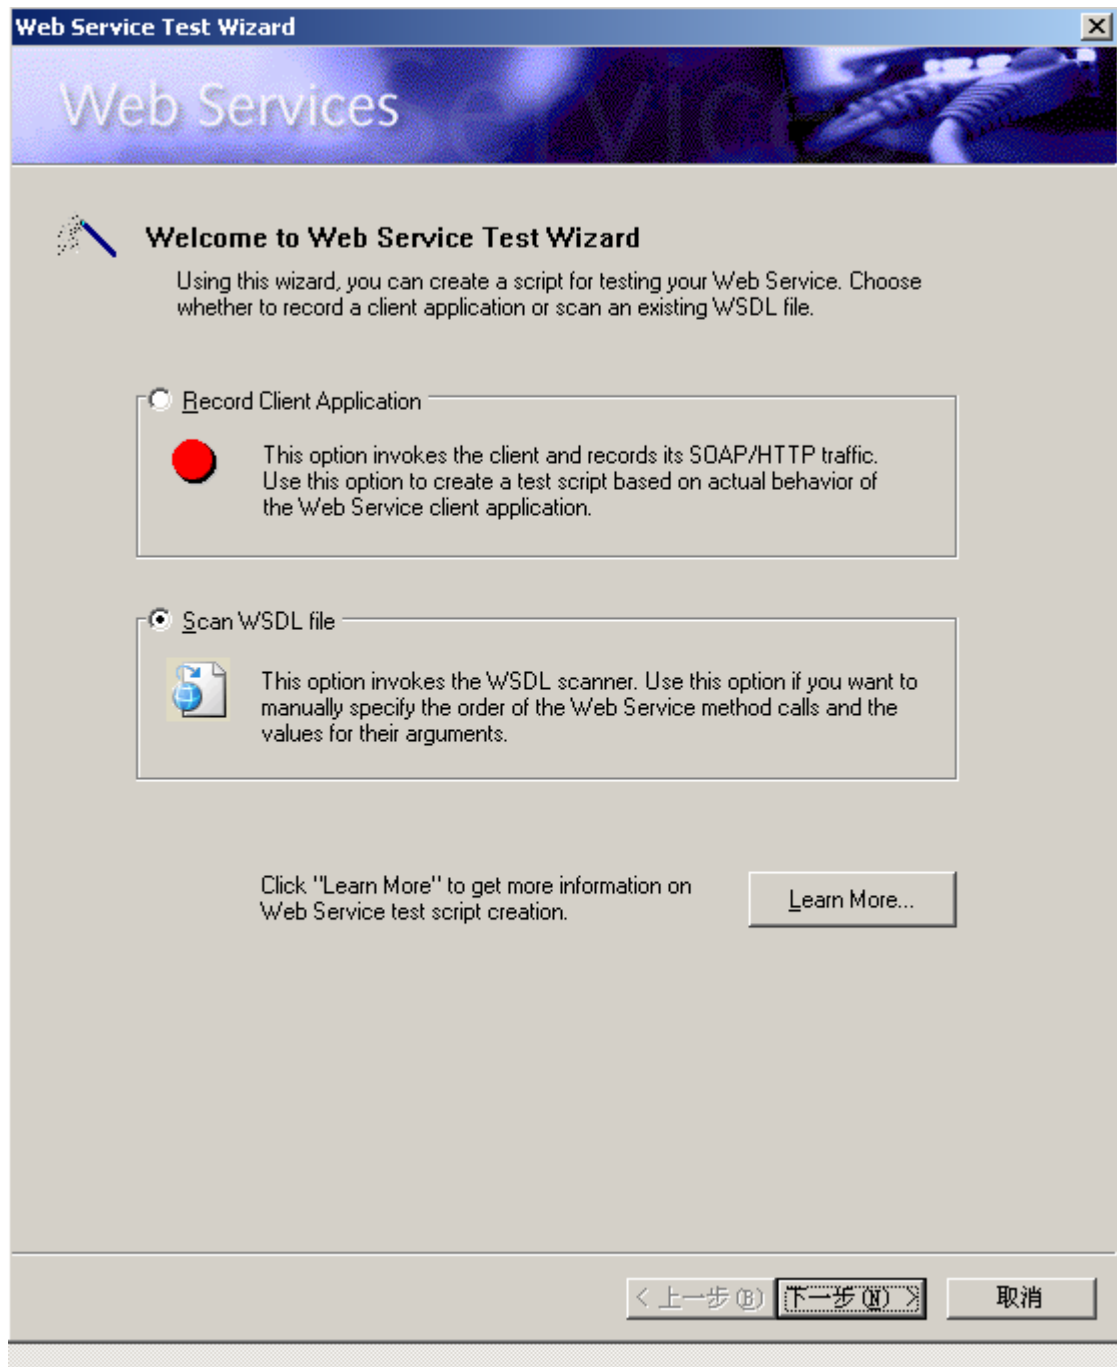 Web Service Test Wizard
Web Services
Welcome to Web Service Test Wizard
Using this wizard, you can create a script for testing your Web Service. Choose
whether to record a client application or scan an existing WSDL file.
Record Client Application
This option invokes the client and records its SOAP/HTTP traffic.
Use this option to create a test script based on actual behavior of
the Web Service client application.
Scan WSDL file
This option invokes the WSDL scanner. Use this option if you want to
manually specify the order of the Web Service method calls and the
values for their arguments.
Click "Learn More" to get more information on
Web Service test script creation.
Learn More...
< 上一步(B) 下一步(N) > 取消